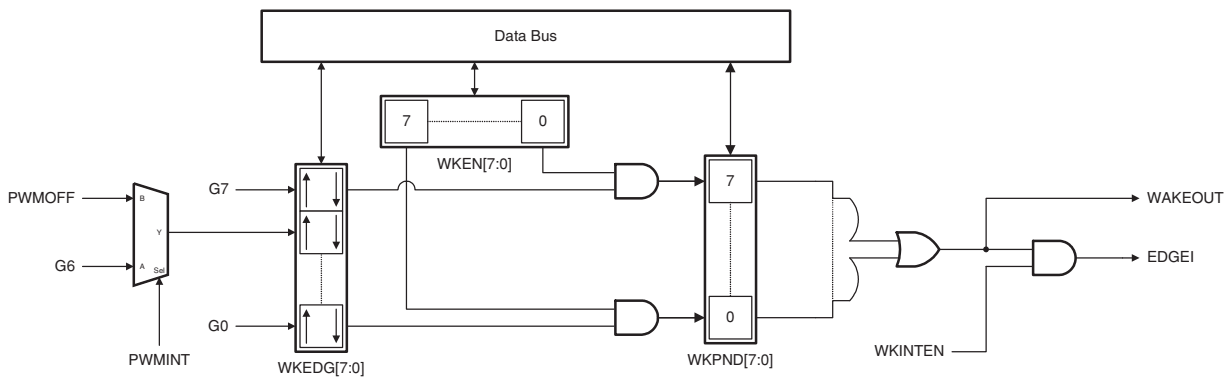 Data Bus
7
0
WKEN[7:0]
G7
7
PWMOFF
B
WAKEOUT
Y
G6
A
Sel
EDGEI
G0
0
WKINTEN
PWMINT
WKEDG[7:0]
WKPND[7:0]